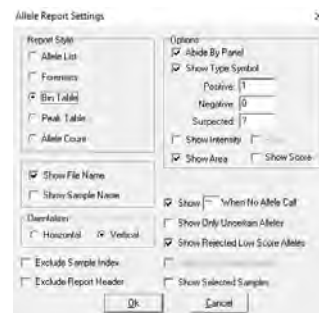 Allele Report Settings
Report Style
Allele List
Forensics
Bin Table
Peak Table
Allele Count
Show File Name
Show Sample Name
Orientation
Horizontal Vertical
Exclude Sample Index
Exclude Report Header
Options
Abide By Panel
Show Type Symbol
Positive: 1
Negative: 0
Suspected: ?
Show Intensity
Show Area Show Score
Show When No Allele Call
Show Only Uncertain Alleles
Show Rejected Low Score Alleles
Show Selected Samples
Ok Cancel